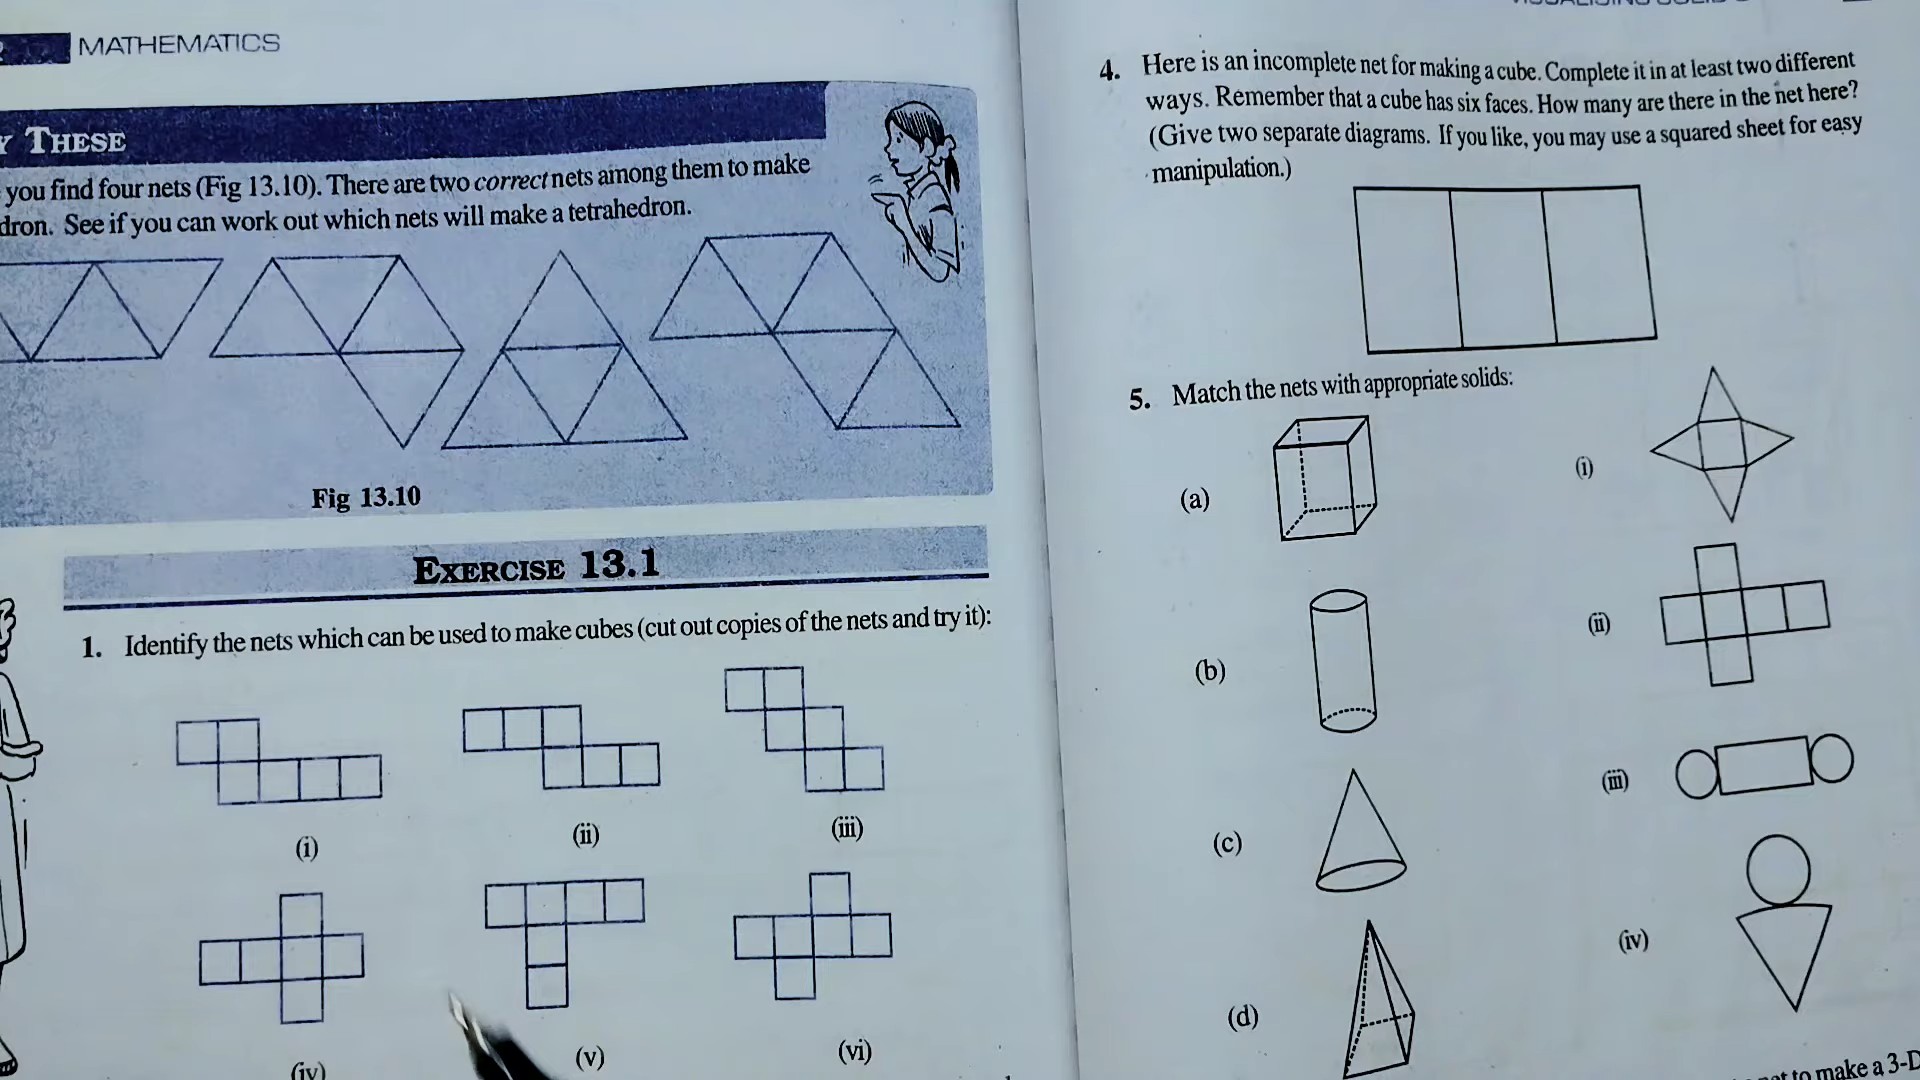 MATHEMATICS
THESE
you find four nets (Fig 13.10). There are two correct nets among them to make
dron. See if you can work out which nets will make a tetrahedron.
Fig 13.10
EXERCISE 13.1
1. Identify the nets which can be used to make cubes (cut out copies of the nets and try it):
(i)
(ii)
(iii)
(iv)
(v)
(vi)
4. Here is an incomplete net for making a cube. Complete it in at least two different
ways. Remember that a cube has six faces. How many are there in the net here?
(Give two separate diagrams. If you like, you may use a squared sheet for easy
manipulation.)
5. Match the nets with appropriate solids:
(a)
(i)
(b)
(ii)
(iii)
(c)
(iv)
(d)
to make a 3-D